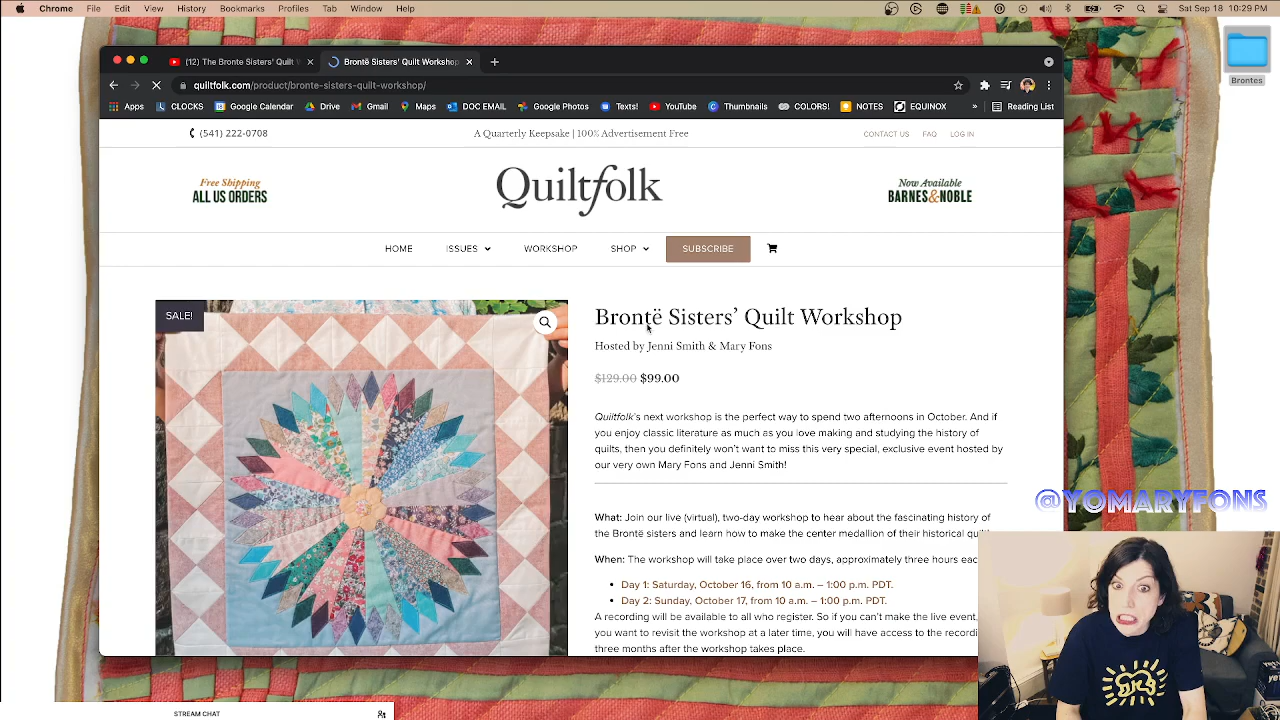 Chrome File Edit View History Bookmarks Profiles Tab Window Help
Brontes
(12) The Bronte Sisters' Quilt
Brontë Sisters' Quilt Workshop
quiltfolk.com/product/bronte-sisters-quilt-workshop/
Apps CLOCKS Google Calendar Drive Gmail Maps DOC EMAIL Google Photos Texts! YouTube Thumbnails COLORS! NOTES EQUINOX » Reading List
(541) 222-0708
A Quarterly Keepsake | 100% Advertisement Free
CONTACT US FAQ LOG IN
Free Shipping
ALL US ORDERS
Quiltfolk
Now Available
BARNES&NOBLE
HOME ISSUES WORKSHOP SHOP SUBSCRIBE
SALE!
Brontë Sisters' Quilt Workshop
Hosted by Jenni Smith & Mary Fons
$129.00 $99.00
Quiltfolk's next workshop is the perfect way to spend two afternoons in October. And if
you enjoy classic literature as much as you love making and studying the history of
quilts, then you definitely won't want to miss this very special, exclusive event hosted by
our very own Mary Fons and Jenni Smith!
What: Join our live (virtual), two-day workshop to hear about the fascinating history of
the Brontë sisters and learn how to make the center medallion of their historical
When: The workshop will take place over two days, approximately three hours each
• Day 1: Saturday, October 16, from 10 a.m. – 1:00 p.m. PDT.
• Day 2: Sunday, October 17, from 10 a.m. – 1:00 p.m. PDT.
A recording will be available to all who register. So if you can't make the live event,
you want to revisit the workshop at a later time, you will have access to the
three months after the workshop takes place.
@YOMARYFONS
STREAM CHAT